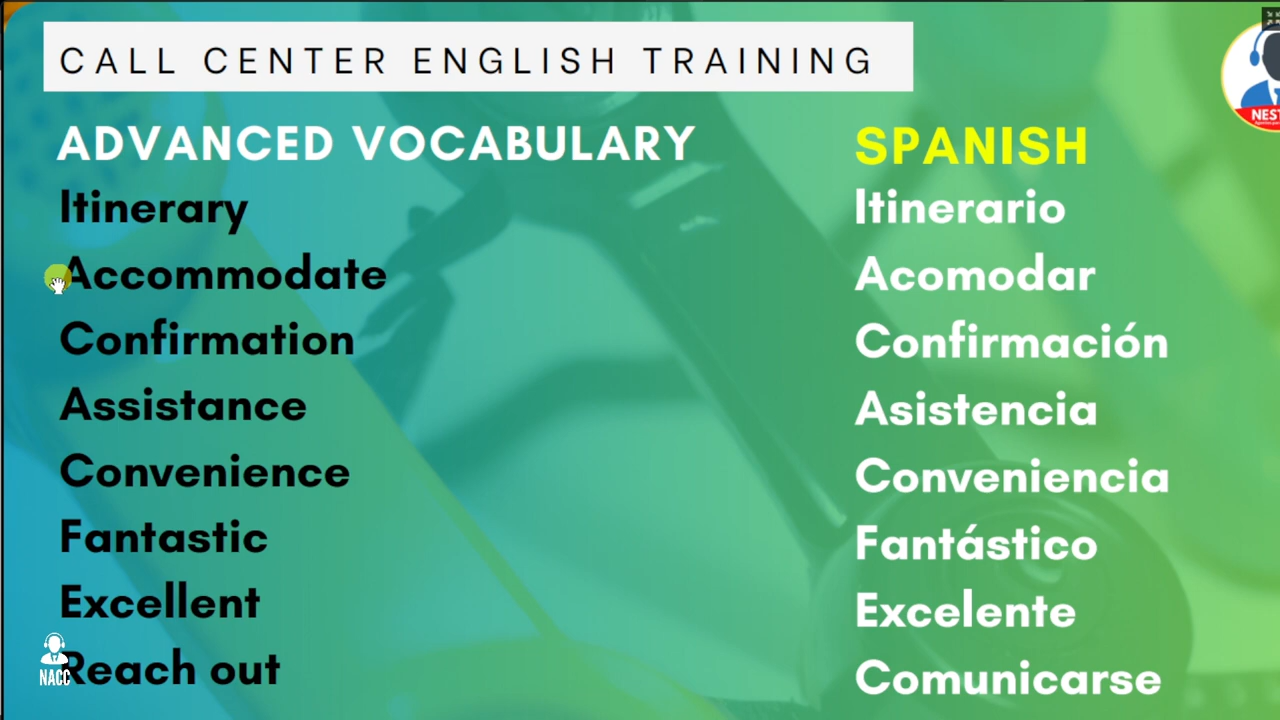 CALL CENTER ENGLISH TRAINING
ADVANCED VOCABULARY SPANISH
Itinerary Itinerario
Accommodate Acomodar
Confirmation Confirmación
Assistance Asistencia
Convenience Conveniencia
Fantastic Fantástico
Excellent Excelente
Reach out Comunicarse
NACC